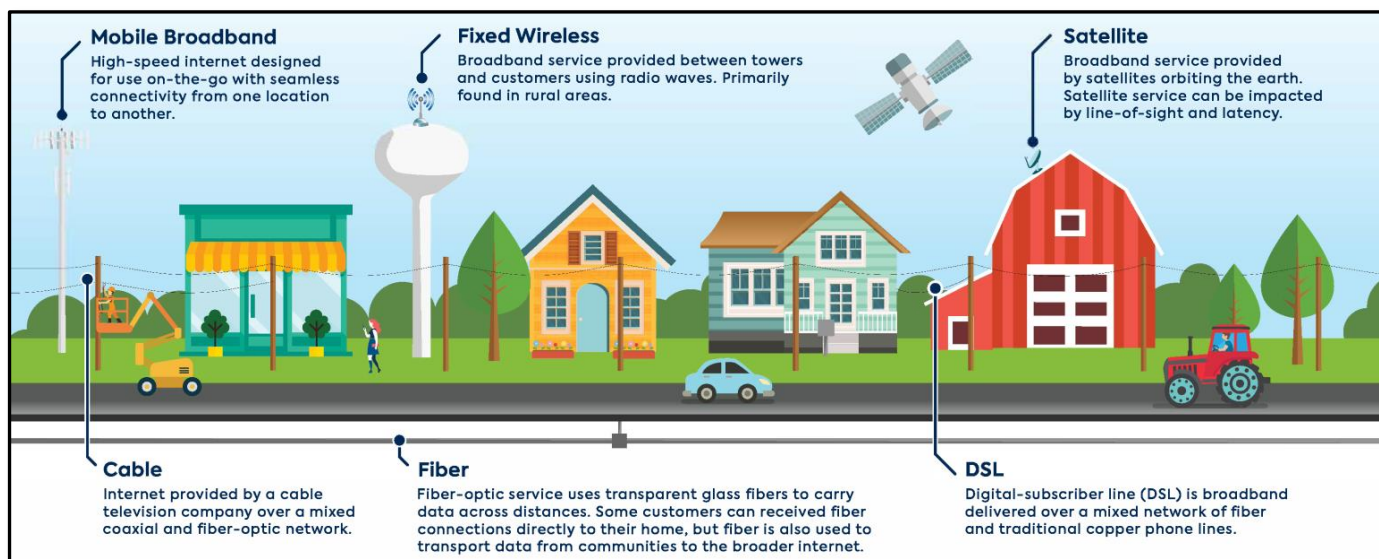 Mobile Broadband
High-speed internet designed
for use on-the-go with seamless
connectivity from one location
to another.
Fixed Wireless
Broadband service provided between towers
and customers using radio waves. Primarily
found in rural areas.
Satellite
Broadband service provided
by satellites orbiting the earth.
Satellite service can be impacted
by line-of-sight and latency.
Cable
Internet provided by a cable
television company over a mixed
coaxial and fiber-optic network.
Fiber
Fiber-optic service uses transparent glass fibers to carry
data across distances. Some customers can received fiber
connections directly to their home, but fiber is also used to
transport data from communities to the broader internet.
DSL
Digital-subscriber line (DSL) is broadband
delivered over a mixed network of fiber
and traditional copper phone lines.